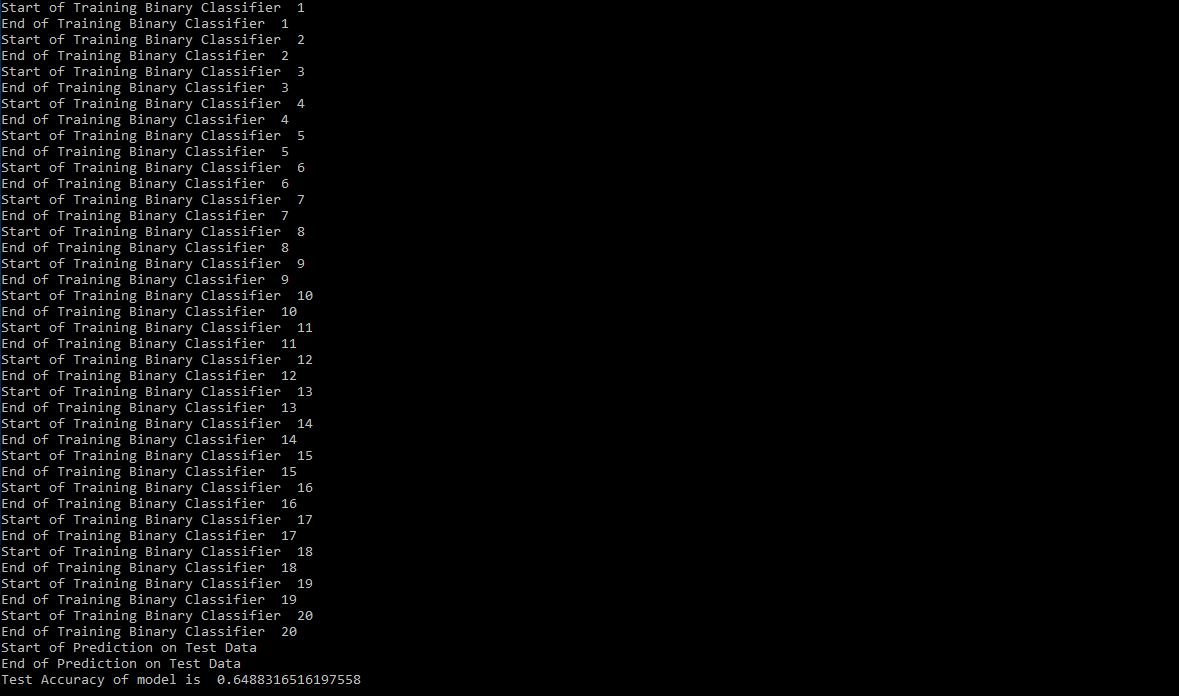 Start of Training Binary Classifier  1
End of Training Binary Classifier  1
Start of Training Binary Classifier  2
End of Training Binary Classifier  2
Start of Training Binary Classifier  3
End of Training Binary Classifier  3
Start of Training Binary Classifier  4
End of Training Binary Classifier  4
Start of Training Binary Classifier  5
End of Training Binary Classifier  5
Start of Training Binary Classifier  6
End of Training Binary Classifier  6
Start of Training Binary Classifier  7
End of Training Binary Classifier  7
Start of Training Binary Classifier  8
End of Training Binary Classifier  8
Start of Training Binary Classifier  9
End of Training Binary Classifier  9
Start of Training Binary Classifier  10
End of Training Binary Classifier  10
Start of Training Binary Classifier  11
End of Training Binary Classifier  11
Start of Training Binary Classifier  12
End of Training Binary Classifier  12
Start of Training Binary Classifier  13
End of Training Binary Classifier  13
Start of Training Binary Classifier  14
End of Training Binary Classifier  14
Start of Training Binary Classifier  15
End of Training Binary Classifier  15
Start of Training Binary Classifier  16
End of Training Binary Classifier  16
Start of Training Binary Classifier  17
End of Training Binary Classifier  17
Start of Training Binary Classifier  18
End of Training Binary Classifier  18
Start of Training Binary Classifier  19
End of Training Binary Classifier  19
Start of Training Binary Classifier  20
End of Training Binary Classifier  20
Start of Prediction on Test Data
End of Prediction on Test Data
Test Accuracy of model is  0.6488316516197558